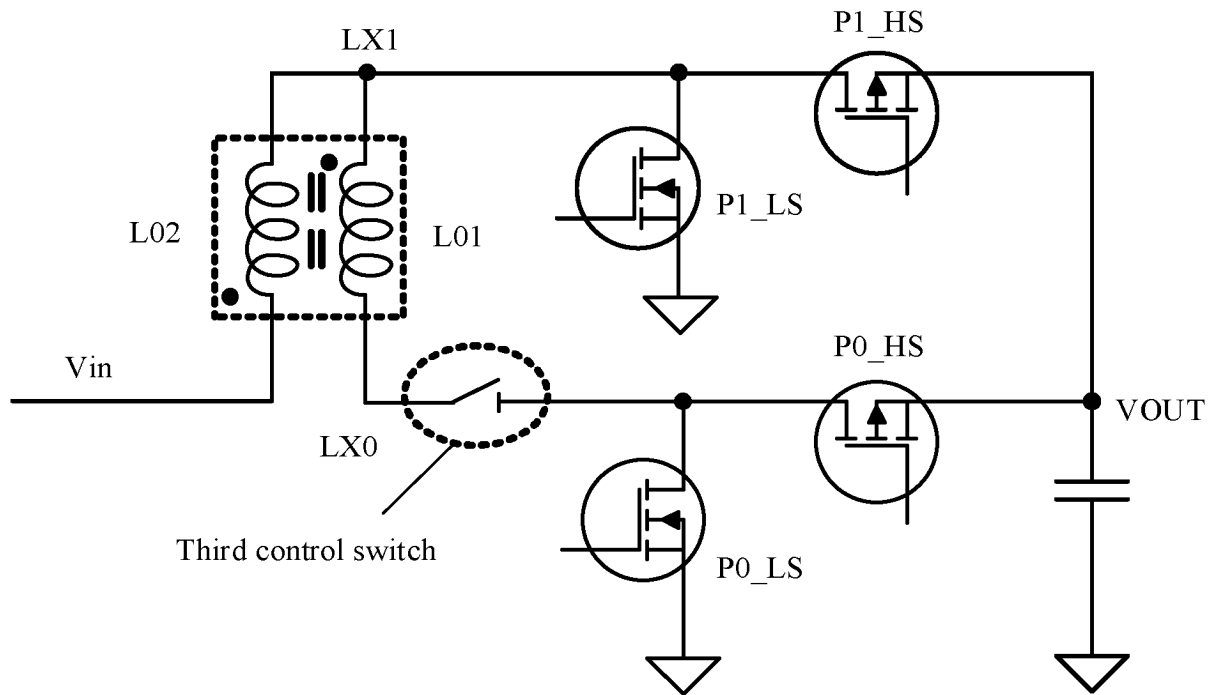 P1_HS
LX1
P1_LS
L02
L01
P0_HS
Vin
VOUT
LX0
Third control switch
P0_LS